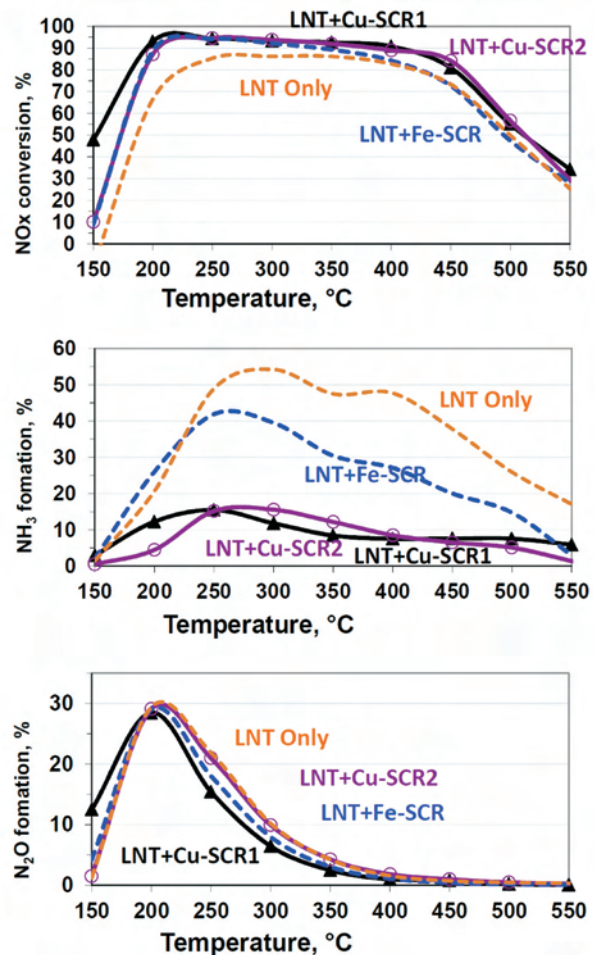 LNT+Cu-SCR1
LNT+Cu-SCR2
LNT Only
LNT+Fe-SCR
NOx conversion, %
100
90
80
70
60
50
40
30
20
10
0
150 200 250 300 350 400 450 500 550
Temperature, °C
LNT Only
LNT+Fe-SCR
LNT+Cu-SCR2
LNT+Cu-SCR1
NH3 fomation, %
60
50
40
30
20
10
0
150 200 250 300 350 400 450 500 550
Temperature, °C
LNT Only
LNT+Cu-SCR2
LNT+Fe-SCR
LNT+Cu-SCR1
N2O fomation, %
30
20
10
0
150 200 250 300 350 400 450 500 550
Temperature, °C